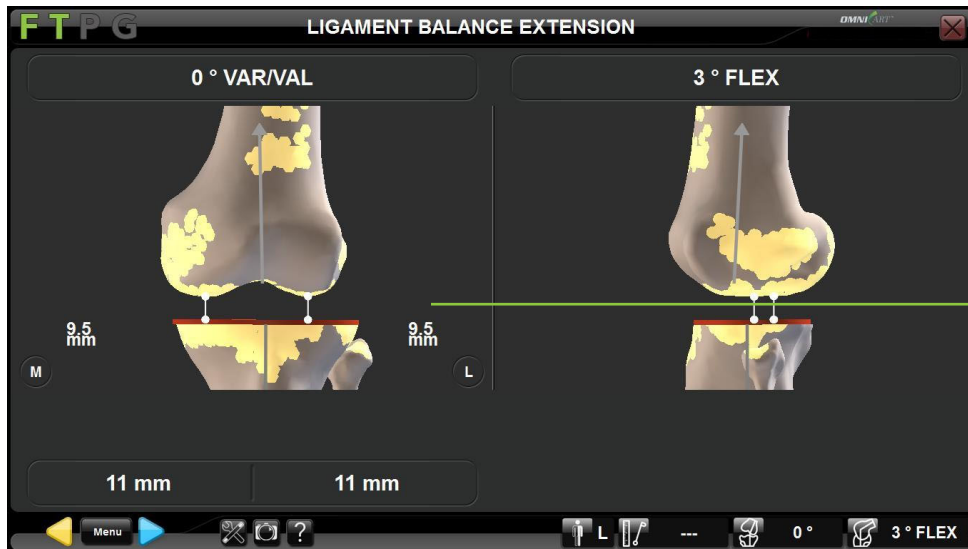 F T P G
LIGAMENT BALANCE EXTENSION
OMNI
0 ° VAR/VAL
3 ° FLEX
9.5
mm
9.5
mm
M
L
11 mm
11 mm
Menu
?
L
---
0 °
3 ° FLEX